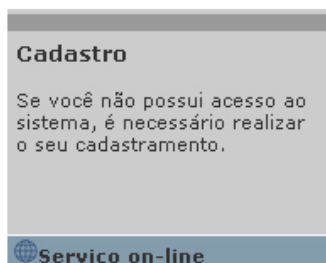 Cadastro
Se você não possui acesso ao
sistema, é necessário realizar
o seu cadastramento.
Serviço on-line